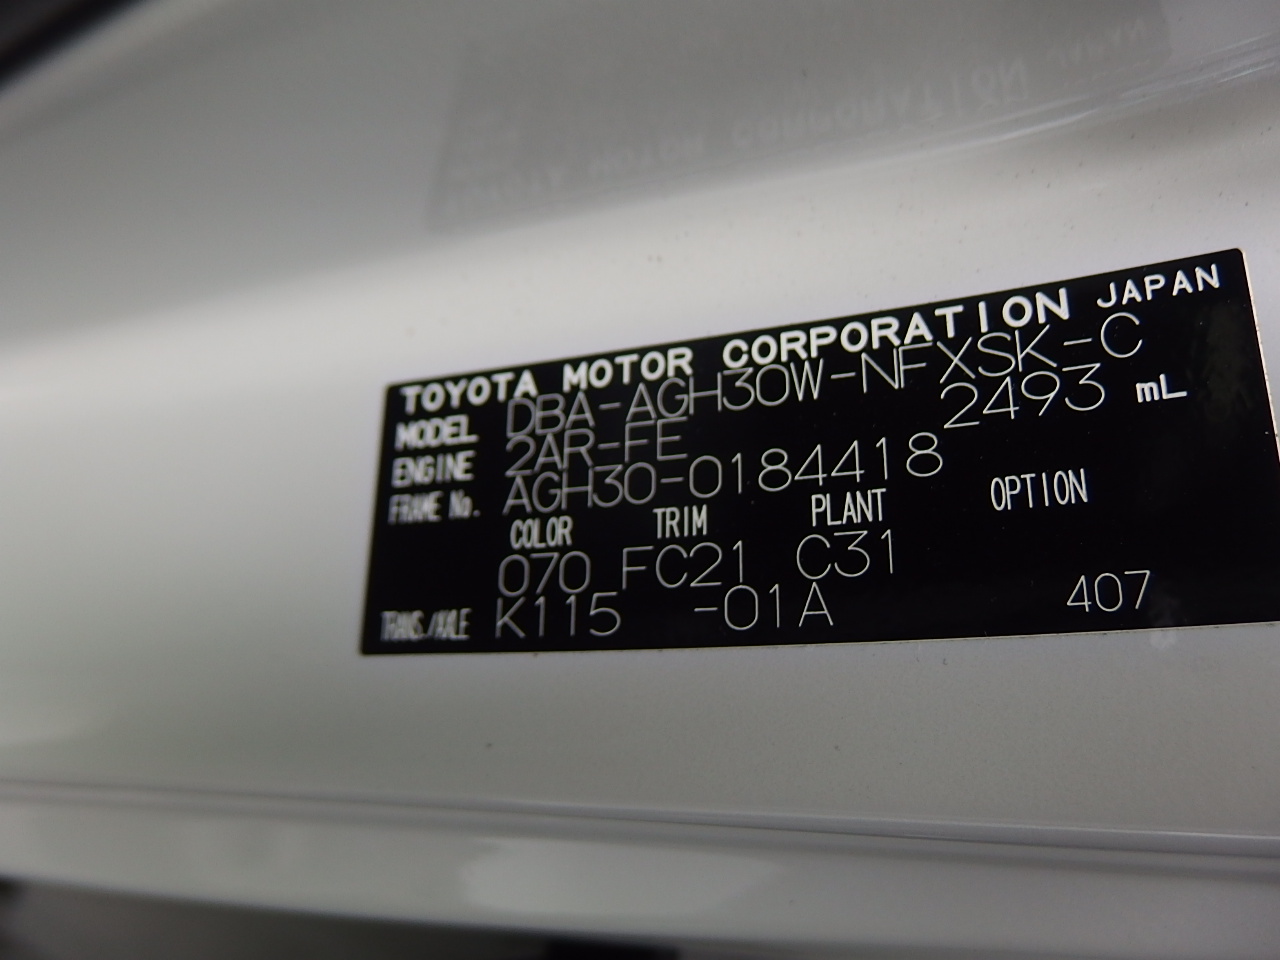 TOYOTA MOTOR CORPORATION JAPAN
MODEL DBA-AGH30W-NFXSK-C
ENGINE 2AR-FE 2493 mL
FRAME No. AGH30-0184418
COLOR TRIM PLANT OPTION
070 FC21 C31
TRANS./AXLE K115 -01A 407